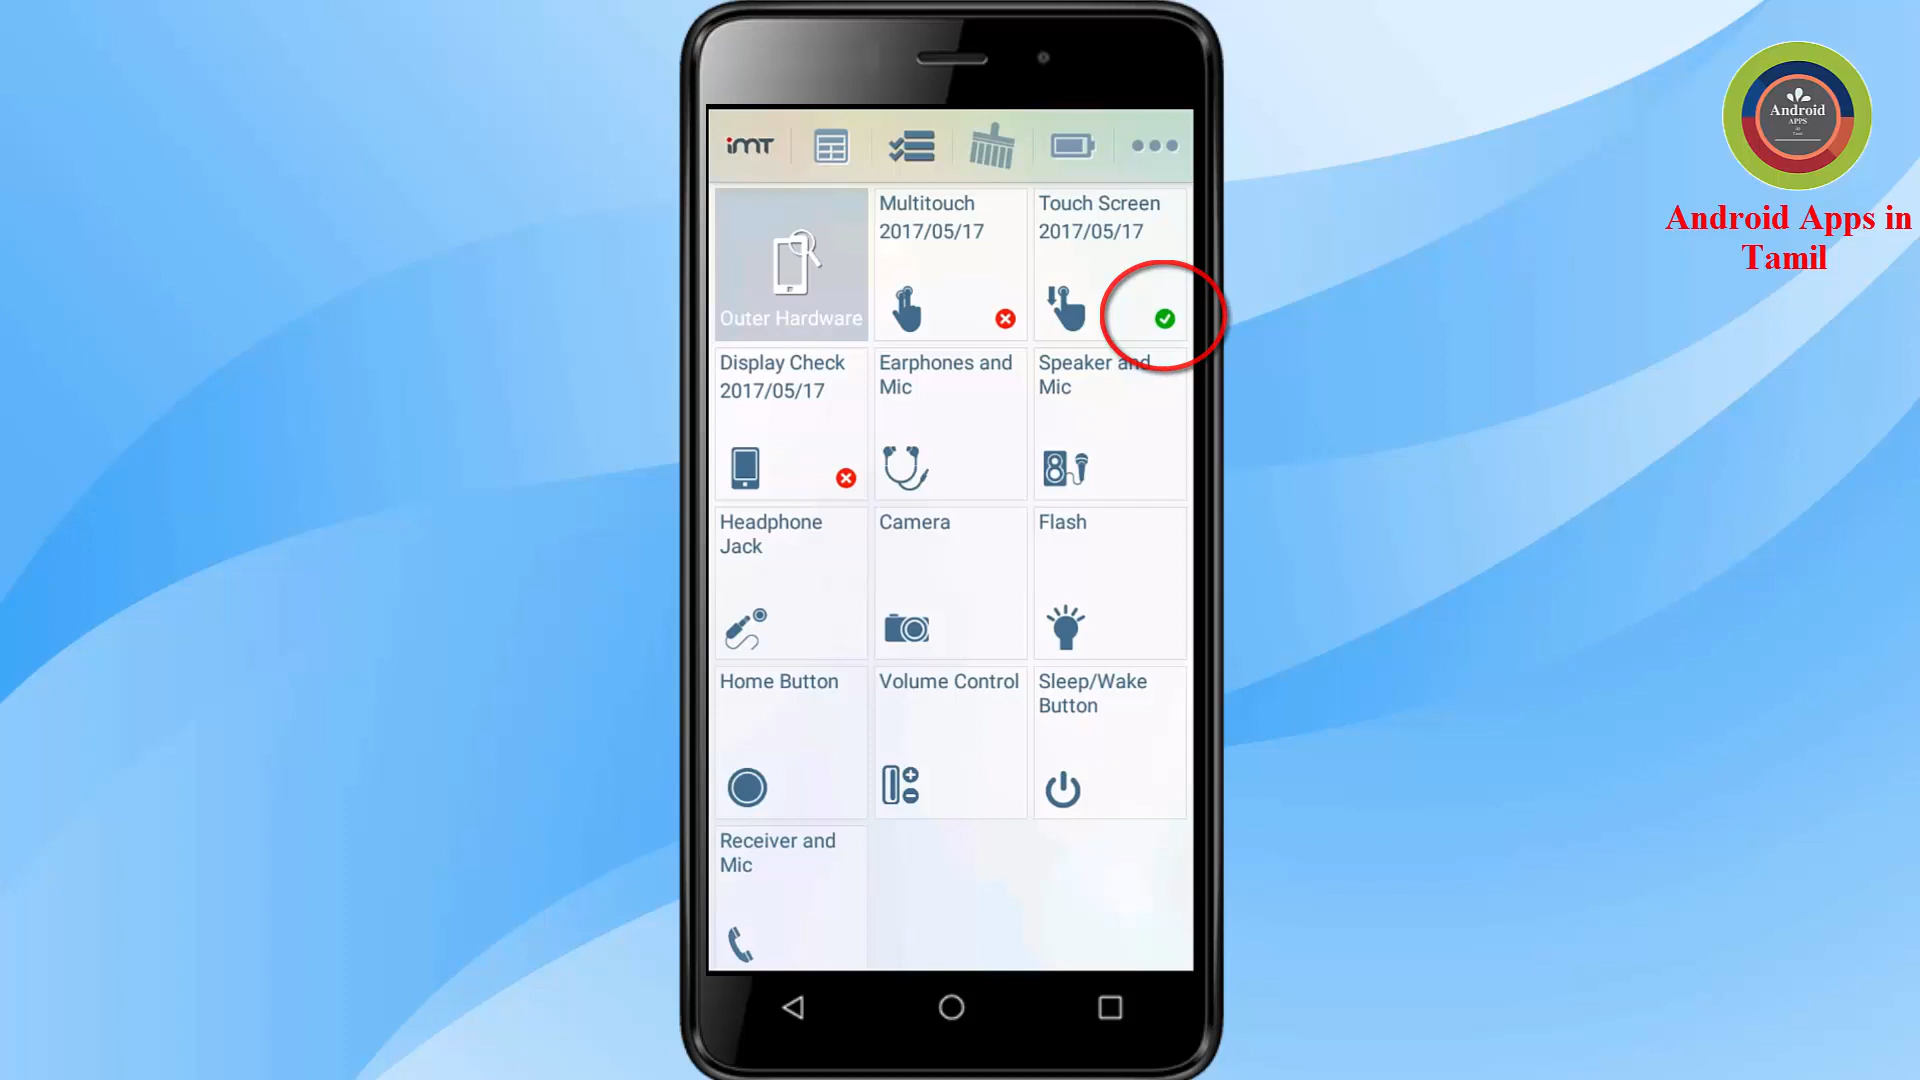 iMT
Outer Hardware
Multitouch
2017/05/17
Touch Screen
2017/05/17
Display Check
2017/05/17
Earphones and
Mic
Speaker and
Mic
Headphone
Jack
Camera
Flash
Home Button
Volume Control
Sleep/Wake
Button
Receiver and
Mic
Android
APPS
Android Apps in
Tamil